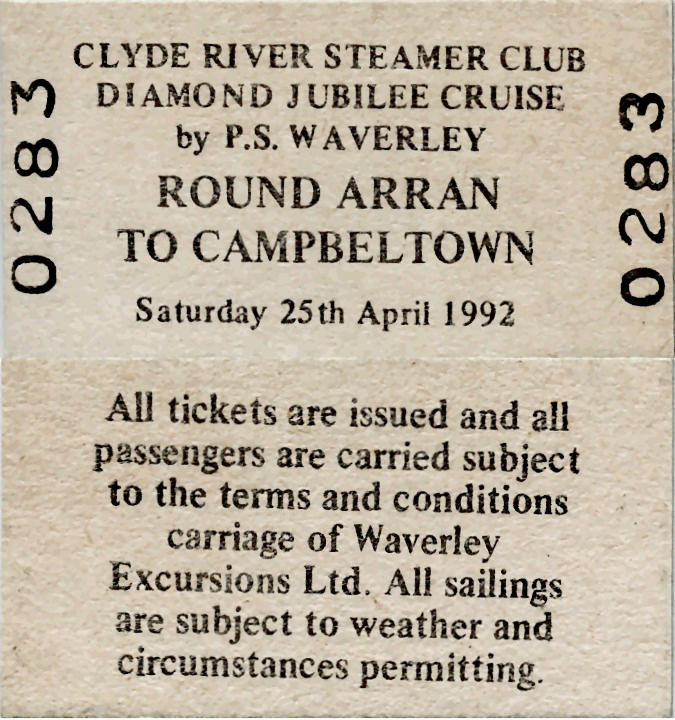 CLYDE RIVER STEAMER CLUB
DIAMOND JUBILEE CRUISE
by P.S. WAVERLEY
ROUND ARRAN
TO CAMPBELTOWN
Saturday 25th April 1992
0283
0283
All tickets are issued and all
passengers are carried subject
to the terms and conditions
carriage of Waverley
Excursions Ltd. All sailings
are subject to weather and
circumstances permitting.